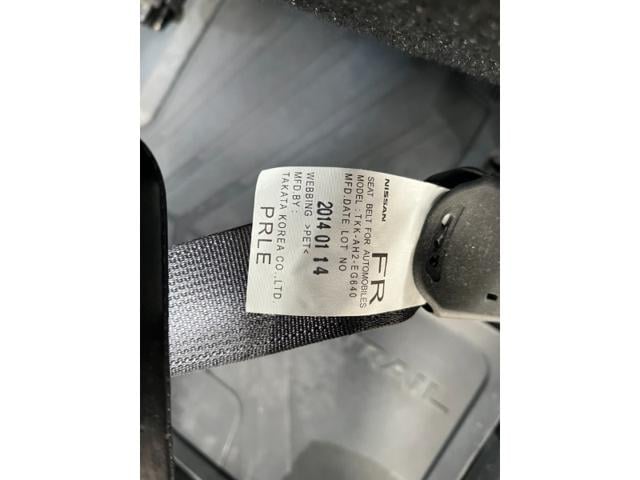 NISSAN FR
SEAT BELT FOR AUTOMOBILES
MODEL : TKK-AH2-EG640
MFD.DATE LOT NO
2014 01 14
WEBBING >PET<
MFD.BY:
TAKATA KOREA CO.,LTD.
PRLE
TRAIL